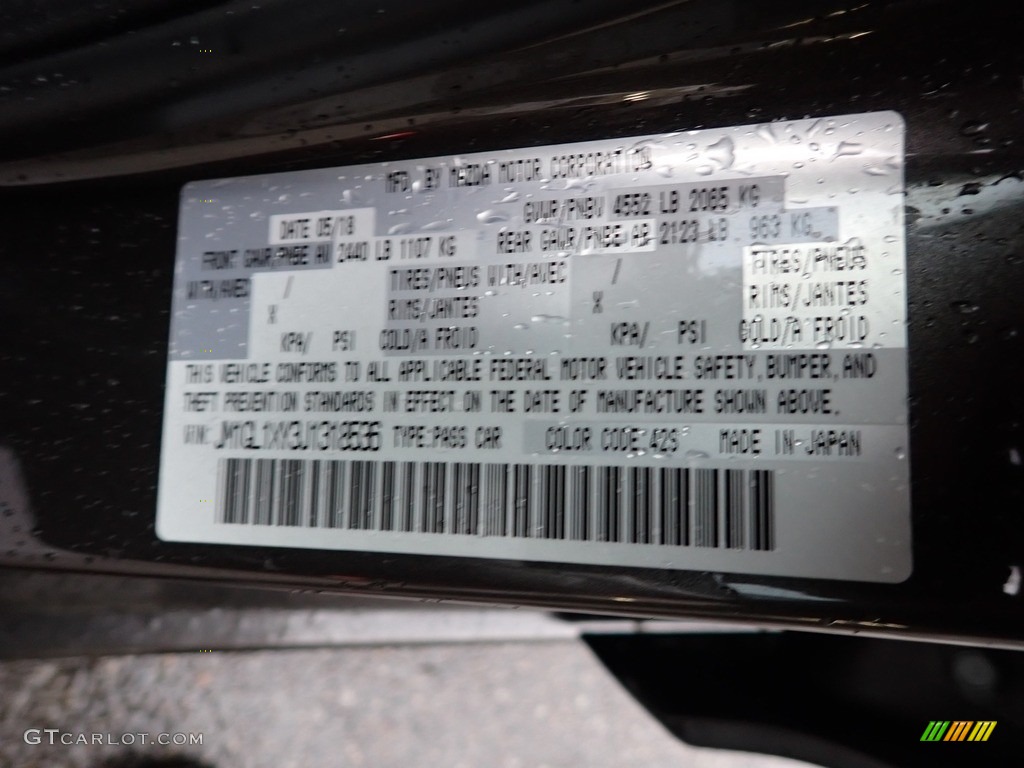 MFD. BY MAZDA MOTOR CORPORATION
DATE 05/18 GVWR/PNBV 4552 LB 2065 KG
FRONT GAWR/PNBE AV 2440 LB 1107 KG REAR GAWR/PNBE AR 2123 LB 963 KG
WITH/AVEC / TIRES/PNEUS WITH/AVEC / TIRES/PNEUS
X RIMS/JANTES X RIMS/JANTES
KPA/ PSI COLD/A FROID KPA/ PSI COLD/A FROID
THIS VEHICLE CONFORMS TO ALL APPLICABLE FEDERAL MOTOR VEHICLE SAFETY, BUMPER, AND
THEFT PREVENTION STANDARDS IN EFFECT ON THE DATE OF MANUFACTURE SHOWN ABOVE.
VIN: TYPE:PASS CAR COLOR CODE:42S MADE IN-JAPAN
GTCARLOT.COM